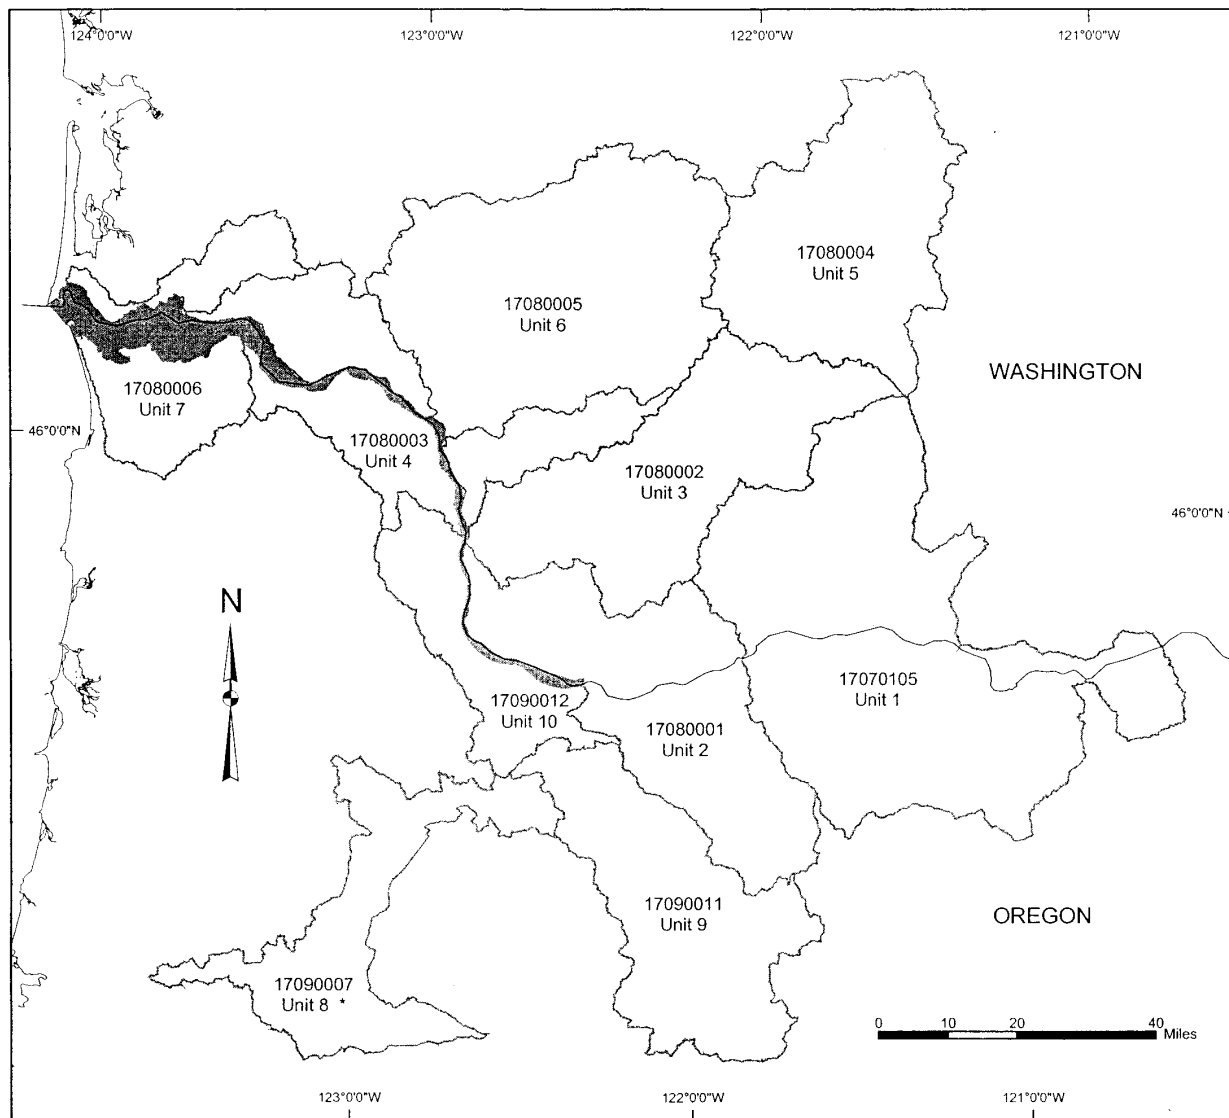 124°0'0"W 123°0'0"W 122°0'0"W 121°0'0"W
17080004
Unit 5
17080005
Unit 6
WASHINGTON
17080006
Unit 7
46°0'0"N
17080003
Unit 4
17080002
Unit 3
46°0'0"N
N
17070105
Unit 1
17090012
Unit 10
17080001
Unit 2
17090011
Unit 9
OREGON
17090007
Unit 8 *
0 10 20 40
Miles
123°0'0"W 122°0'0"W 121°0'0"W